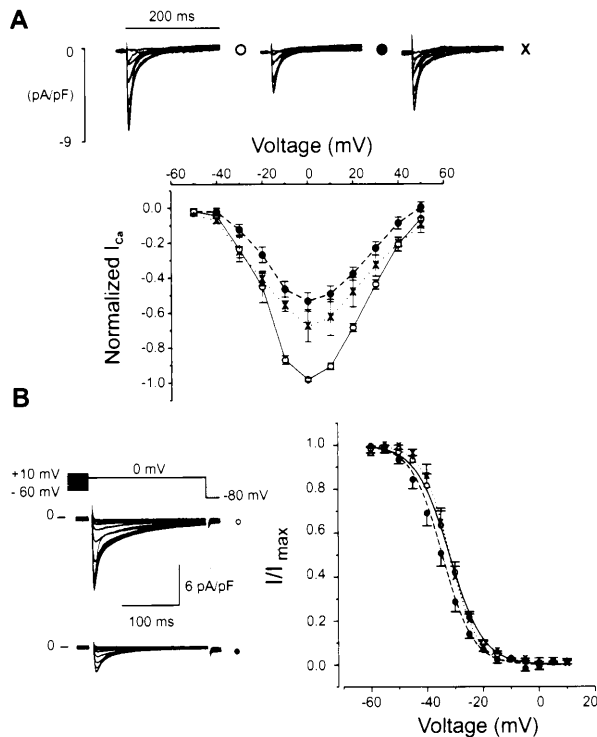 A
200 ms
0
(pA/pF)
-9
Voltage (mV)
-60 -40 -20 0 20 40 60
0.0
-0.2
-0.4
-0.6
-0.8
-1.0
Normalized I_Ca
B
+10 mV
- 60 mV
0 mV
-80 mV
0
6 pA/pF
100 ms
0
1.0
0.8
0.6
0.4
0.2
0.0
I/I max
-60 -40 -20 0 20
Voltage (mV)